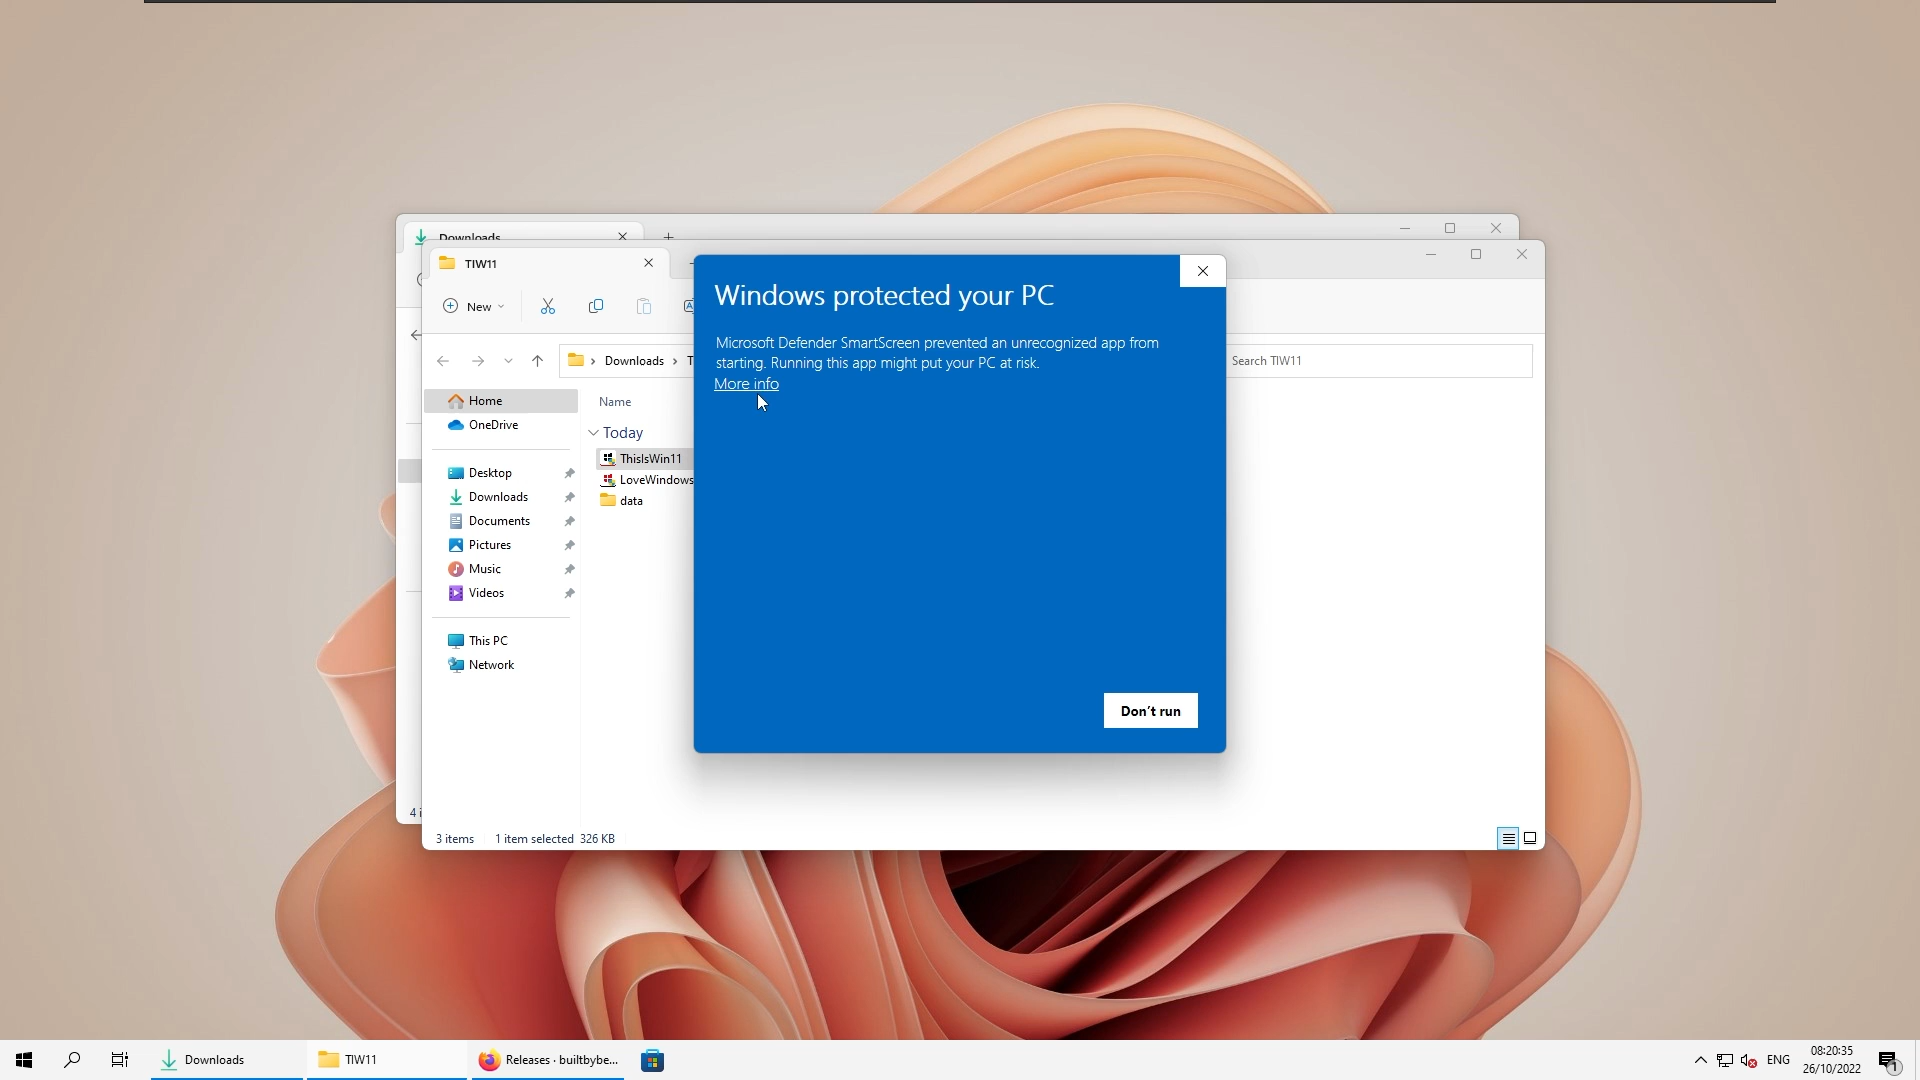 Downloads
TIW11
New
Downloads
T
Search TIW11
Home
OneDrive
Desktop
Downloads
Documents
Pictures
Music
Videos
This PC
Network
Name
Today
ThisIsWin11
LoveWindows
data
Windows protected your PC
Microsoft Defender SmartScreen prevented an unrecognized app from
starting. Running this app might put your PC at risk.
More info
Don't run
4 i
3 items 1 item selected 326 KB
Downloads
TIW11
Releases · builtbybe...
ENG
08:20:35
26/10/2022
1